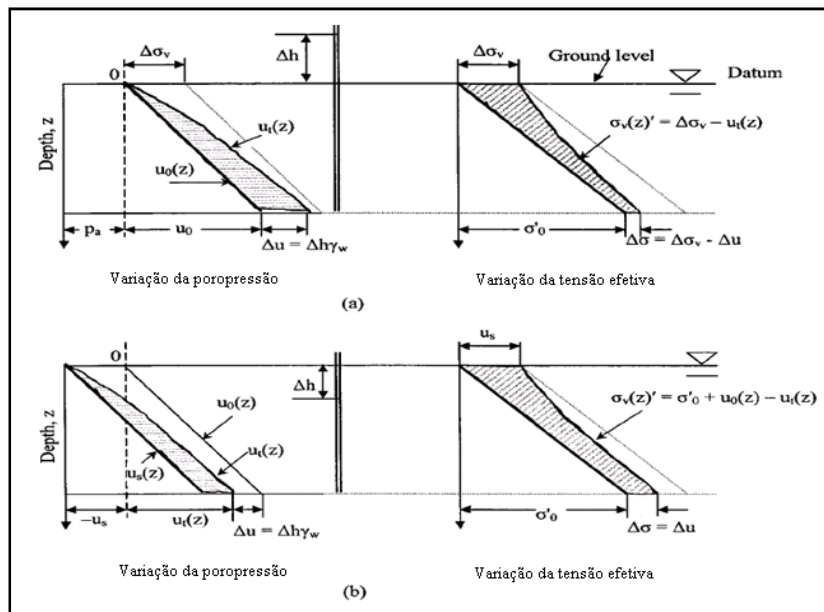 Δσᵥ
Δh
Δσᵥ
Ground level
Datum
0
Depth, z
uₜ(z)
u₀(z)
σᵥ(z)' = Δσᵥ – uₜ(z)
pₐ
u₀
Δu = Δhγ_w
σ'₀
Δσ = Δσᵥ - Δu
Variação da poropressão
Variação da tensão efetiva
(a)
uₛ
0
Δh
Depth, z
u₀(z)
uₜ(z)
uₛ(z)
σᵥ(z)' = σ'₀ + u₀(z) – uₜ(z)
–uₛ
uₜ(z)
Δu = Δhγ_w
σ'₀
Δσ = Δu
Variação da poropressão
Variação da tensão efetiva
(b)